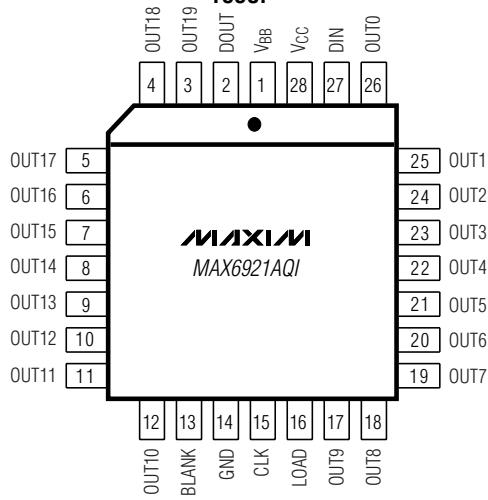 OUT18 OUT19 DOUT VBB VCC DIN OUT0
4 3 2 1 28 27 26
OUT17 5 25 OUT1
OUT16 6 24 OUT2
OUT15 7 23 OUT3
MAXIM
OUT14 8 MAX6921AQI 22 OUT4
OUT13 9 21 OUT5
OUT12 10 20 OUT6
OUT11 11 19 OUT7
12 13 14 15 16 17 18
OUT10 BLANK GND CLK LOAD OUT9 OUT8